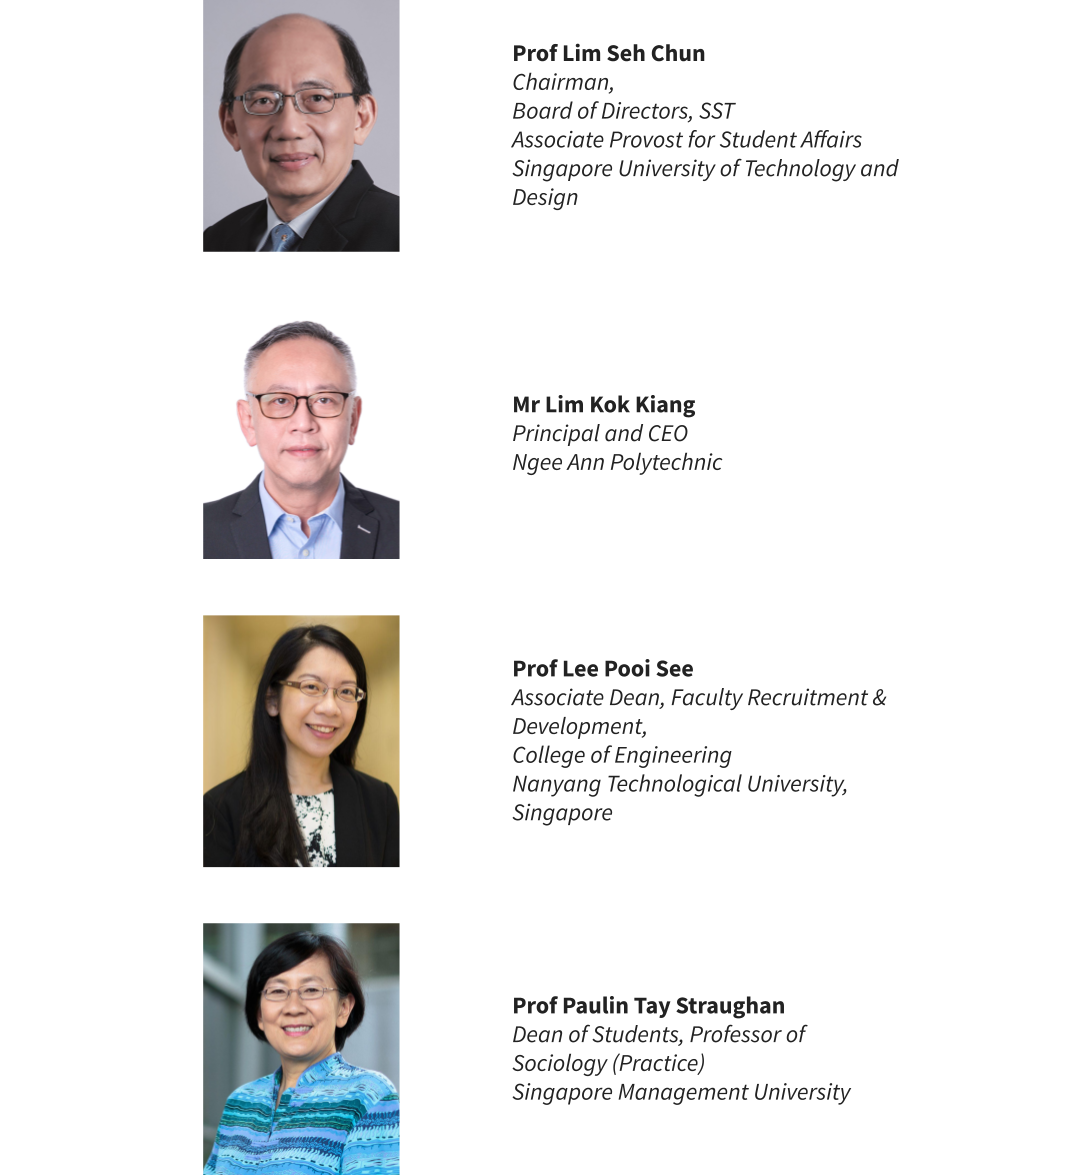 Prof Lim Seh Chun
Chairman,
Board of Directors, SST
Associate Provost for Student Affairs
Singapore University of Technology and
Design
Mr Lim Kok Kiang
Principal and CEO
Ngee Ann Polytechnic
Prof Lee Pooi See
Associate Dean, Faculty Recruitment &
Development,
College of Engineering
Nanyang Technological University,
Singapore
Prof Paulin Tay Straughan
Dean of Students, Professor of
Sociology (Practice)
Singapore Management University